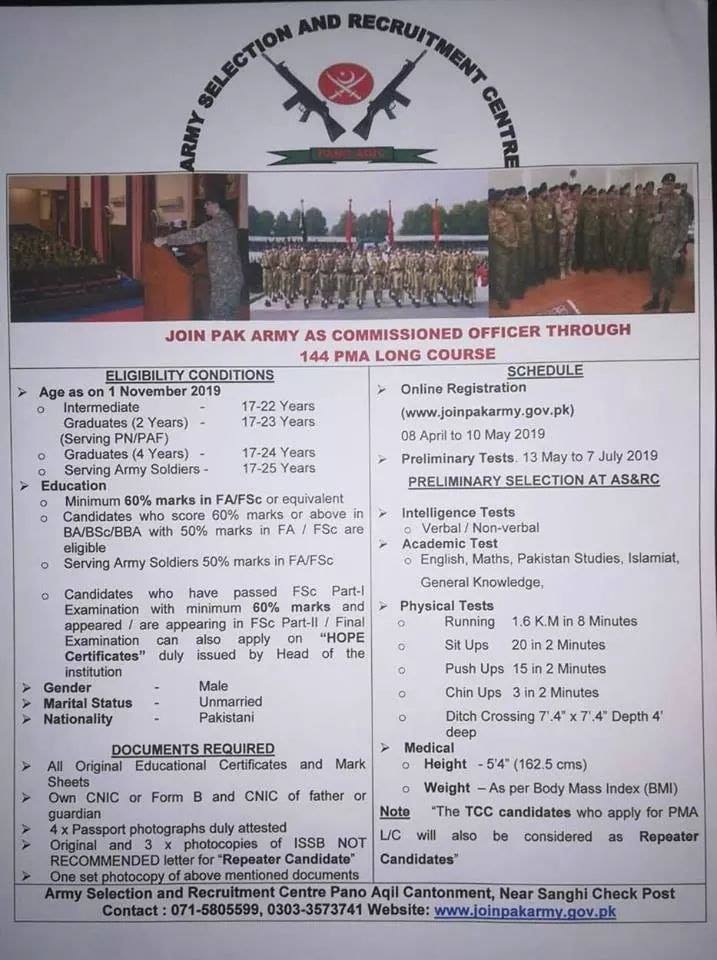 ARMY SELECTION AND RECRUITMENT CENTRE
PANO AQIL
JOIN PAK ARMY AS COMMISSIONED OFFICER THROUGH
144 PMA LONG COURSE
ELIGIBILITY CONDITIONS
➢ Age as on 1 November 2019
o Intermediate - 17-22 Years
Graduates (2 Years) - 17-23 Years
(Serving PN/PAF)
o Graduates (4 Years) - 17-24 Years
o Serving Army Soldiers - 17-25 Years
➢ Education
o Minimum 60% marks in FA/FSc or equivalent
o Candidates who score 60% marks or above in
BA/BSc/BBA with 50% marks in FA / FSc are
eligible
o Serving Army Soldiers 50% marks in FA/FSc
o Candidates who have passed FSc Part-I
Examination with minimum 60% marks and
appeared / are appearing in FSc Part-II / Final
Examination can also apply on "HOPE
Certificates" duly issued by Head of the
institution
➢ Gender - Male
➢ Marital Status - Unmarried
➢ Nationality - Pakistani
DOCUMENTS REQUIRED
➢ All Original Educational Certificates and Mark
Sheets
➢ Own CNIC or Form B and CNIC of father or
guardian
➢ 4 x Passport photographs duly attested
➢ Original and 3 x photocopies of ISSB NOT
RECOMMENDED letter for "Repeater Candidate"
➢ One set photocopy of above mentioned documents
SCHEDULE
➢ Online Registration
(www.joinpakarmy.gov.pk)
08 April to 10 May 2019
➢ Preliminary Tests. 13 May to 7 July 2019
PRELIMINARY SELECTION AT AS&RC
➢ Intelligence Tests
o Verbal / Non-verbal
➢ Academic Test
o English, Maths, Pakistan Studies, Islamiat,
General Knowledge,
➢ Physical Tests
o Running 1.6 K.M in 8 Minutes
o Sit Ups 20 in 2 Minutes
o Push Ups 15 in 2 Minutes
o Chin Ups 3 in 2 Minutes
o Ditch Crossing 7'.4" x 7'.4" Depth 4'
deep
➢ Medical
o Height - 5'4" (162.5 cms)
o Weight – As per Body Mass Index (BMI)
Note "The TCC candidates who apply for PMA
L/C will also be considered as Repeater
Candidates"
Army Selection and Recruitment Centre Pano Aqil Cantonment, Near Sanghi Check Post
Contact : 071-5805599, 0303-3573741 Website: www.joinpakarmy.gov.pk